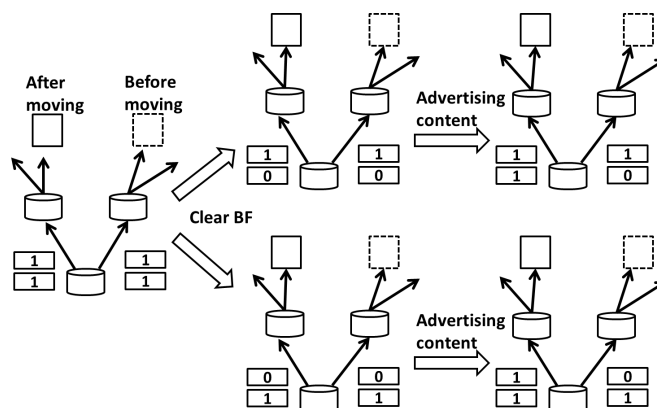 After
moving
Before
moving
1 1
1 1
Clear BF
1 1
0 0
Advertising
content
1 1
1 0
0 0
1 1
Advertising
content
1 0
1 1